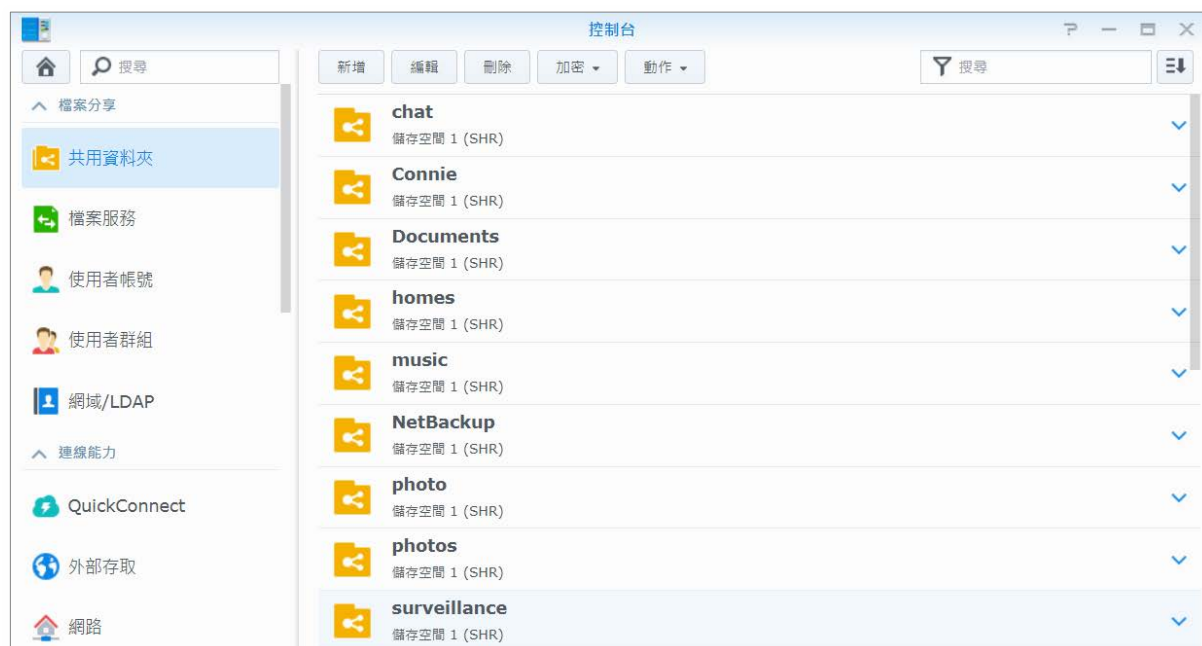 控制台
搜尋
檔案分享
共用資料夾
檔案服務
使用者帳號
使用者群組
網域/LDAP
連線能力
QuickConnect
外部存取
網路
新增 編輯 刪除 加密 動作 搜尋
chat
儲存空間 1 (SHR)
Connie
儲存空間 1 (SHR)
Documents
儲存空間 1 (SHR)
homes
儲存空間 1 (SHR)
music
儲存空間 1 (SHR)
NetBackup
儲存空間 1 (SHR)
photo
儲存空間 1 (SHR)
photos
儲存空間 1 (SHR)
surveillance
儲存空間 1 (SHR)